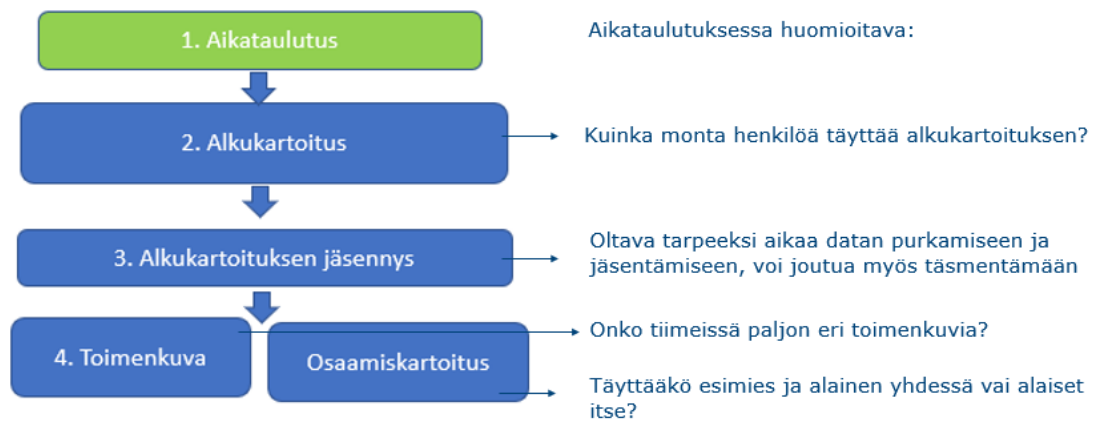 1. Aikataulutus
Aikataulutuksessa huomioitava:
2. Alkukartoitus
Kuinka monta henkilöä täyttää alkukartoituksen?
3. Alkukartoituksen jäsennys
Oltava tarpeeksi aikaa datan purkamiseen ja
jäsentämiseen, voi joutua myös täsmentämään
4. Toimenkuva
Onko tiimeissä paljon eri toimenkuvia?
Osaamiskartoitus
Täyttääkö esimies ja alainen yhdessä vai alaiset
itse?